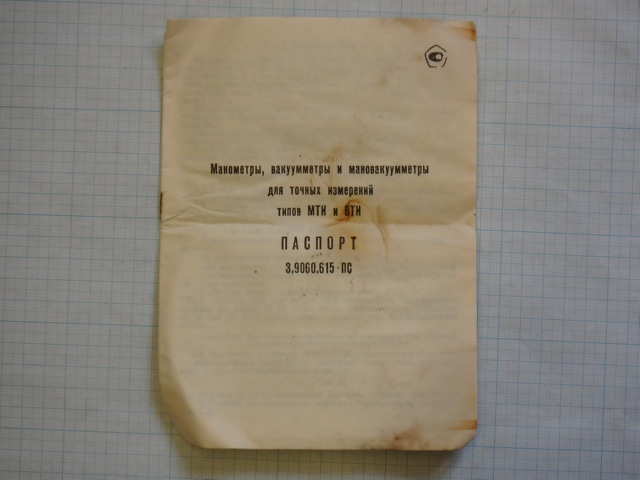 Манометры, вакуумметры и мановакуумметры
для точных измерений
типов МТИ и ВТИ
ПАСПОРТ
3,9060,615-ПС